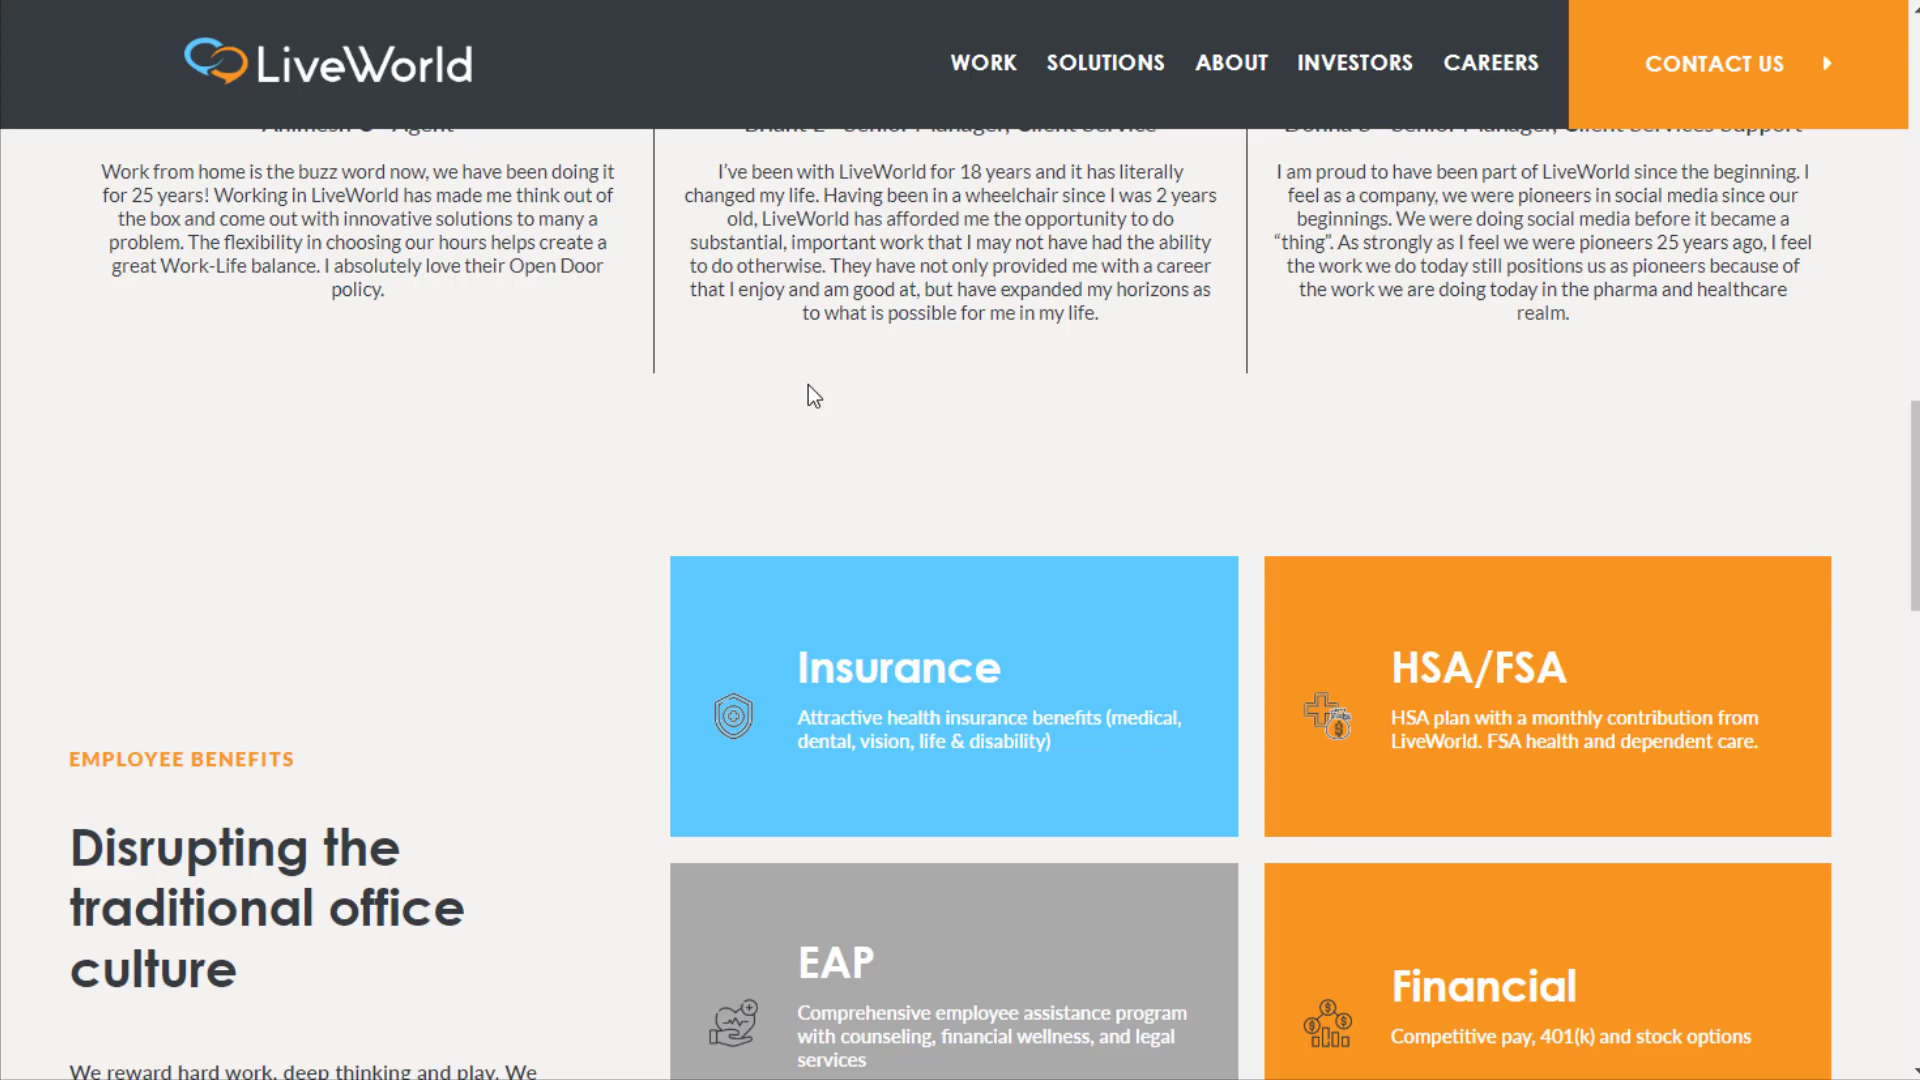 LiveWorld
WORK
SOLUTIONS
ABOUT
INVESTORS
CAREERS
CONTACT US
Work from home is the buzz word now, we have been doing it
for 25 years! Working in LiveWorld has made me think out of
the box and come out with innovative solutions to many a
problem. The flexibility in choosing our hours helps create a
great Work-Life balance. I absolutely love their Open Door
policy.
I’ve been with LiveWorld for 18 years and it has literally
changed my life. Having been in a wheelchair since I was 2 years
old, LiveWorld has afforded me the opportunity to do
substantial, important work that I may not have had the ability
to do otherwise. They have not only provided me with a career
that I enjoy and am good at, but have expanded my horizons as
to what is possible for me in my life.
I am proud to have been part of LiveWorld since the beginning. I
feel as a company, we were pioneers in social media since our
beginnings. We were doing social media before it became a
“thing”. As strongly as I feel we were pioneers 25 years ago, I feel
the work we do today still positions us as pioneers because of
the work we are doing today in the pharma and healthcare
realm.
EMPLOYEE BENEFITS
Disrupting the
traditional office
culture
We reward hard work, deep thinking and play. We
Insurance
Attractive health insurance benefits (medical,
dental, vision, life & disability)
HSA/FSA
HSA plan with a monthly contribution from
LiveWorld. FSA health and dependent care.
EAP
Comprehensive employee assistance program
with counseling, financial wellness, and legal
services
Financial
Competitive pay, 401(k) and stock options